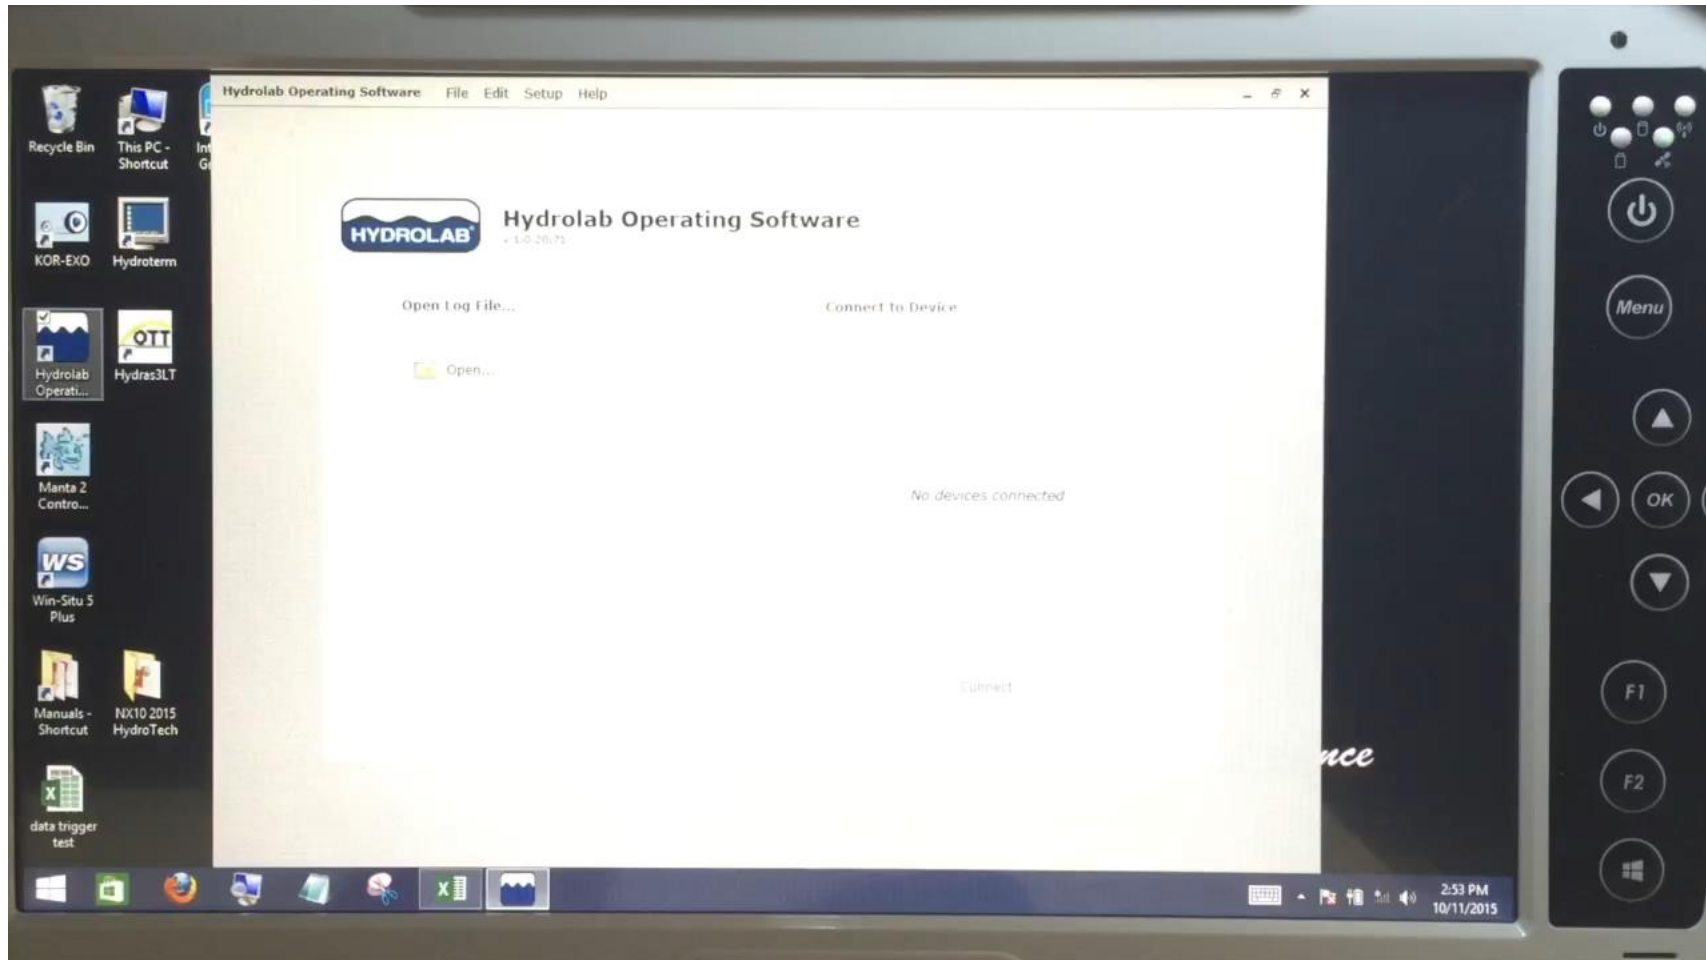 Recycle Bin
This PC -
Shortcut
KOR-EXO
Hydroterm
Hydrolab
Operati...
OTT
Hydras3LT
Manta 2
Contro...
WS
Win-Situ 5
Plus
Manuals -
Shortcut
NX10 2015
HydroTech
X
data trigger
test
Hydrolab Operating Software File Edit Setup Help
HYDROLAB
Hydrolab Operating Software
Open Log File...
Connect to Device
Open...
No devices connected
Connect
nce
X
2:53 PM
10/11/2015
Menu
OK
F1
F2